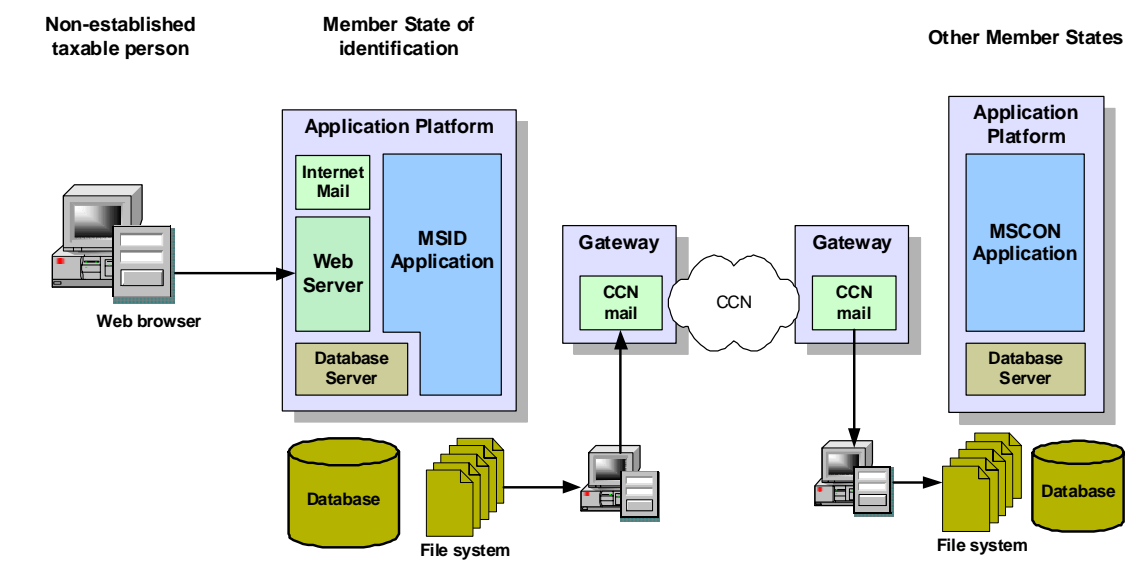 Non-established
taxable person
Member State of
identification
Other Member States
Application Platform
Internet
Mail
Web
Server
MSID
Application
Database
Server
Web browser
Gateway
CCN
mail
CCN
Gateway
CCN
mail
Application
Platform
MSCON
Application
Database
Server
Database
File system
File system
Database